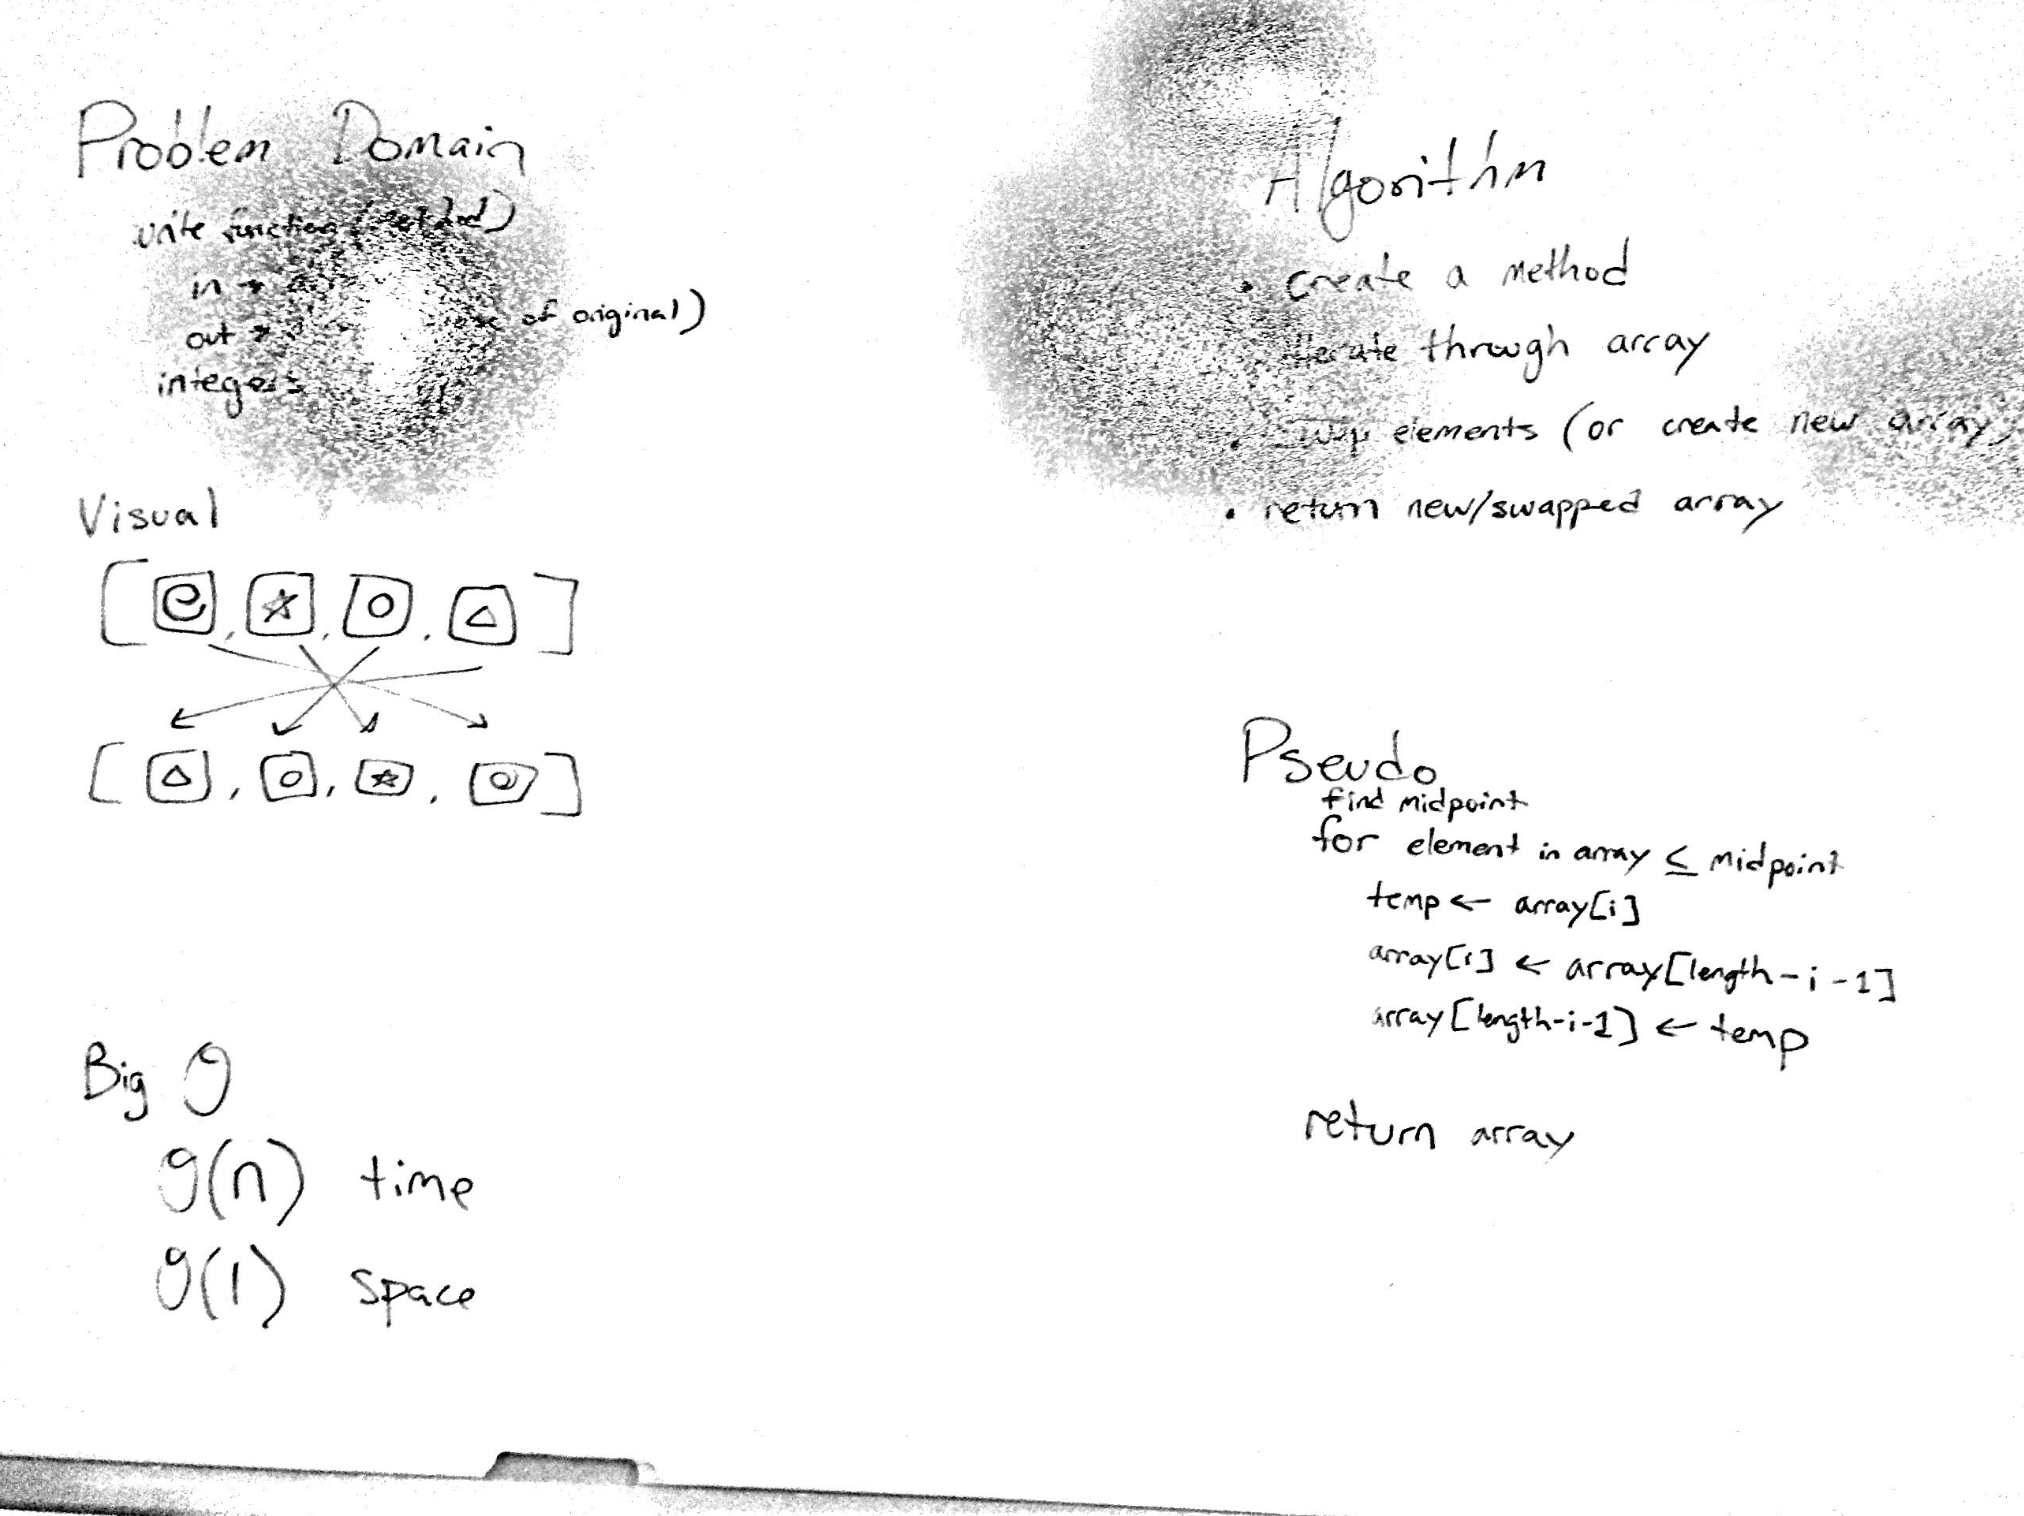 Problem Domain
write function (method)
in →
out → of original)
integers
Visual
[ , , , ]
[ , , , ]
Big O
O(n) time
O(1) space
Algorithm
• create a method
iterate through array
• swap elements (or create new array)
• return new/swapped array
Pseudo
find midpoint
for element in array ≤ midpoint
temp ← array[i]
array[i] ← array[length-i-1]
array[length-i-1] ← temp
return array